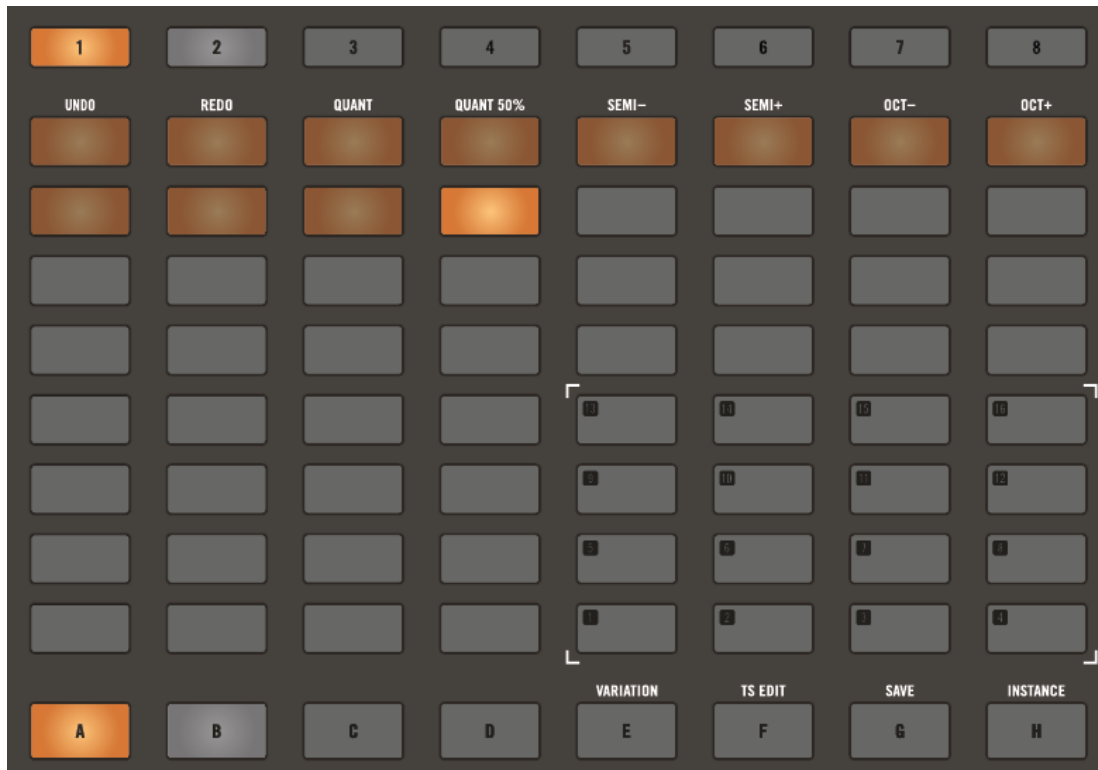 1 2 3 4 5 6 7 8
UNDO REDO QUANT QUANT 50% SEMI– SEMI+ OCT– OCT+
13 14 15 16
9 10 11 12
5 6 7 8
1 2 3 4
VARIATION TS EDIT SAVE INSTANCE
A B C D E F G H